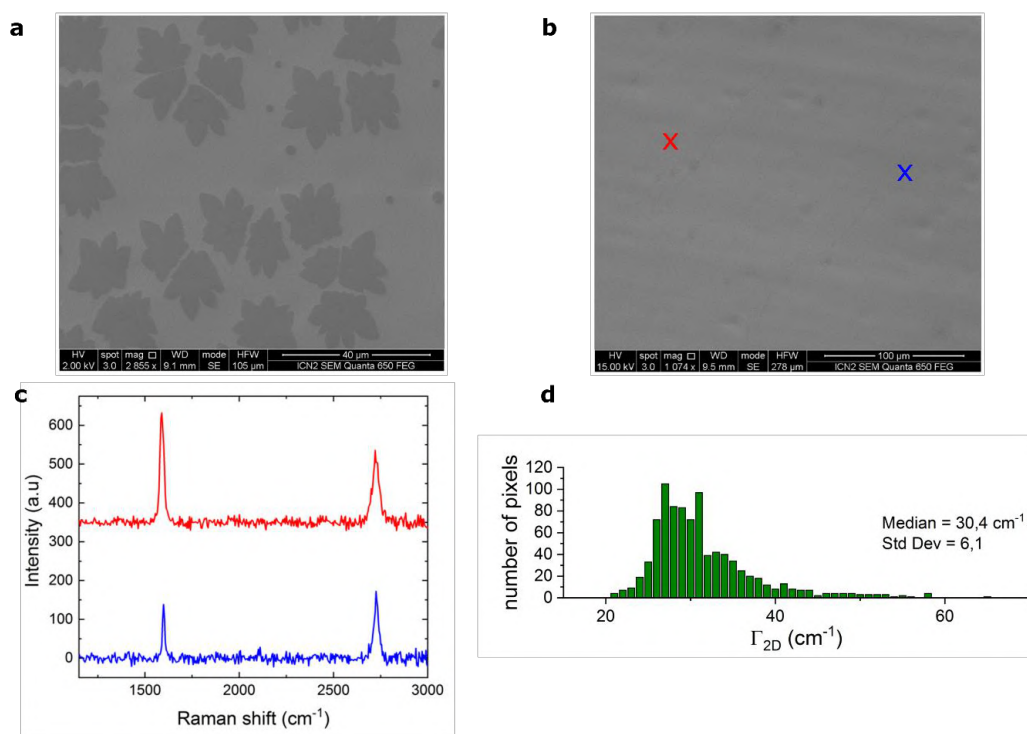 a
b
X
X
HV spot mag □ WD mode HFW 40 µm
2.00 kV 3.0 2 855 x 9.1 mm SE 105 µm ICN2 SEM Quanta 650 FEG
HV spot mag □ WD mode HFW 100 µm
15.00 kV 3.0 1 074 x 9.5 mm SE 278 µm ICN2 SEM Quanta 650 FEG
c
600
500
400
300
200
100
0
Intensity (a.u)
1500 2000 2500 3000
Raman shift (cm⁻¹)
d
120
100
80
60
40
20
0
number of pixels
Median = 30,4 cm⁻¹
Std Dev = 6,1
20 40 60
Γ2D (cm⁻¹)